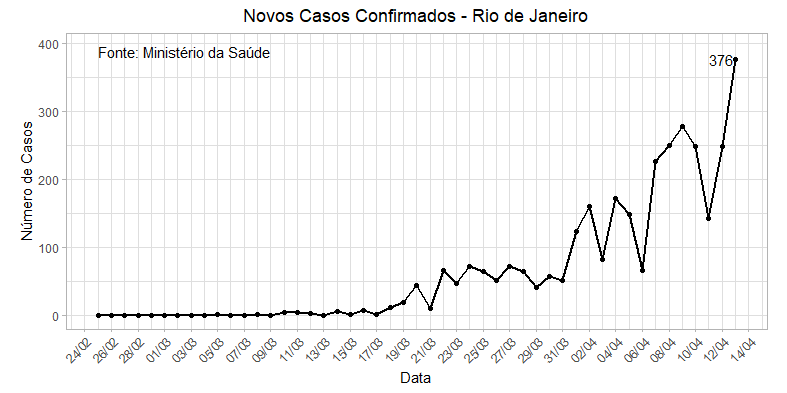 Novos Casos Confirmados - Rio de Janeiro
Fonte: Ministério da Saúde
376
Número de Casos
400
300
200
100
0
24/02 26/02 28/02 01/03 03/03 05/03 07/03 09/03 11/03 13/03 15/03 17/03 19/03 21/03 23/03 25/03 27/03 29/03 31/03 02/04 04/04 06/04 08/04 10/04 12/04 14/04
Data